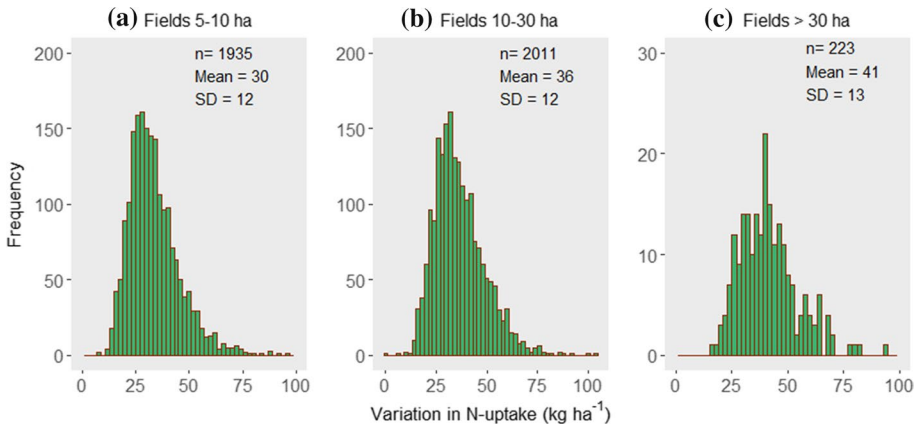 (a) Fields 5-10 ha
n= 1935
Mean = 30
SD = 12
200
150
100
50
0
0 25 50 75 100
Frequency
(b) Fields 10-30 ha
n= 2011
Mean = 36
SD = 12
200
150
100
50
0
0 25 50 75 100
(c) Fields > 30 ha
n= 223
Mean = 41
SD = 13
30
20
10
0
0 25 50 75 100
Variation in N-uptake (kg ha⁻¹)